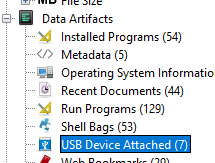 MB File Size
Data Artifacts
Installed Programs (54)
Metadata (5)
Operating System Informatio
Recent Documents (44)
Run Programs (129)
Shell Bags (53)
USB Device Attached (7)
Web Bookmarks (29)